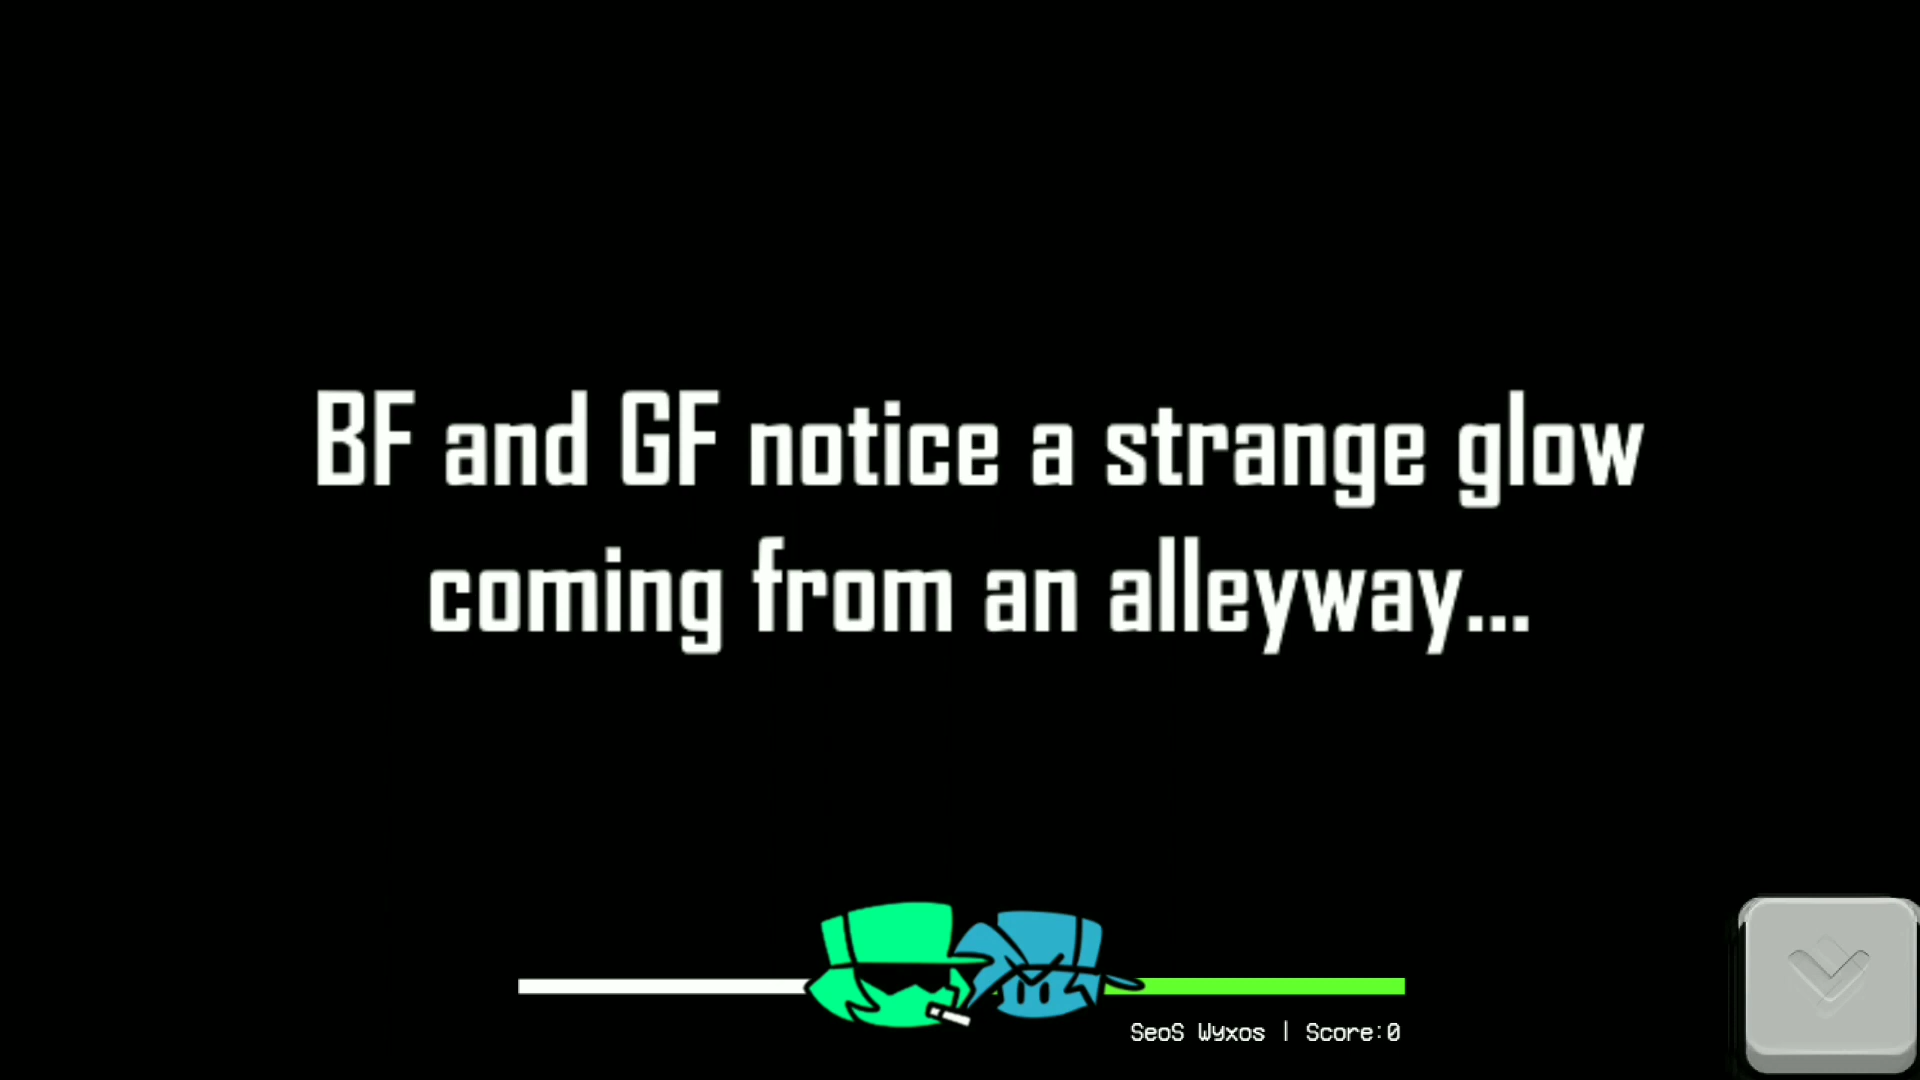 BF and GF notice a strange glow
coming from an alleyway...
SeoS Wyxos | Score:0